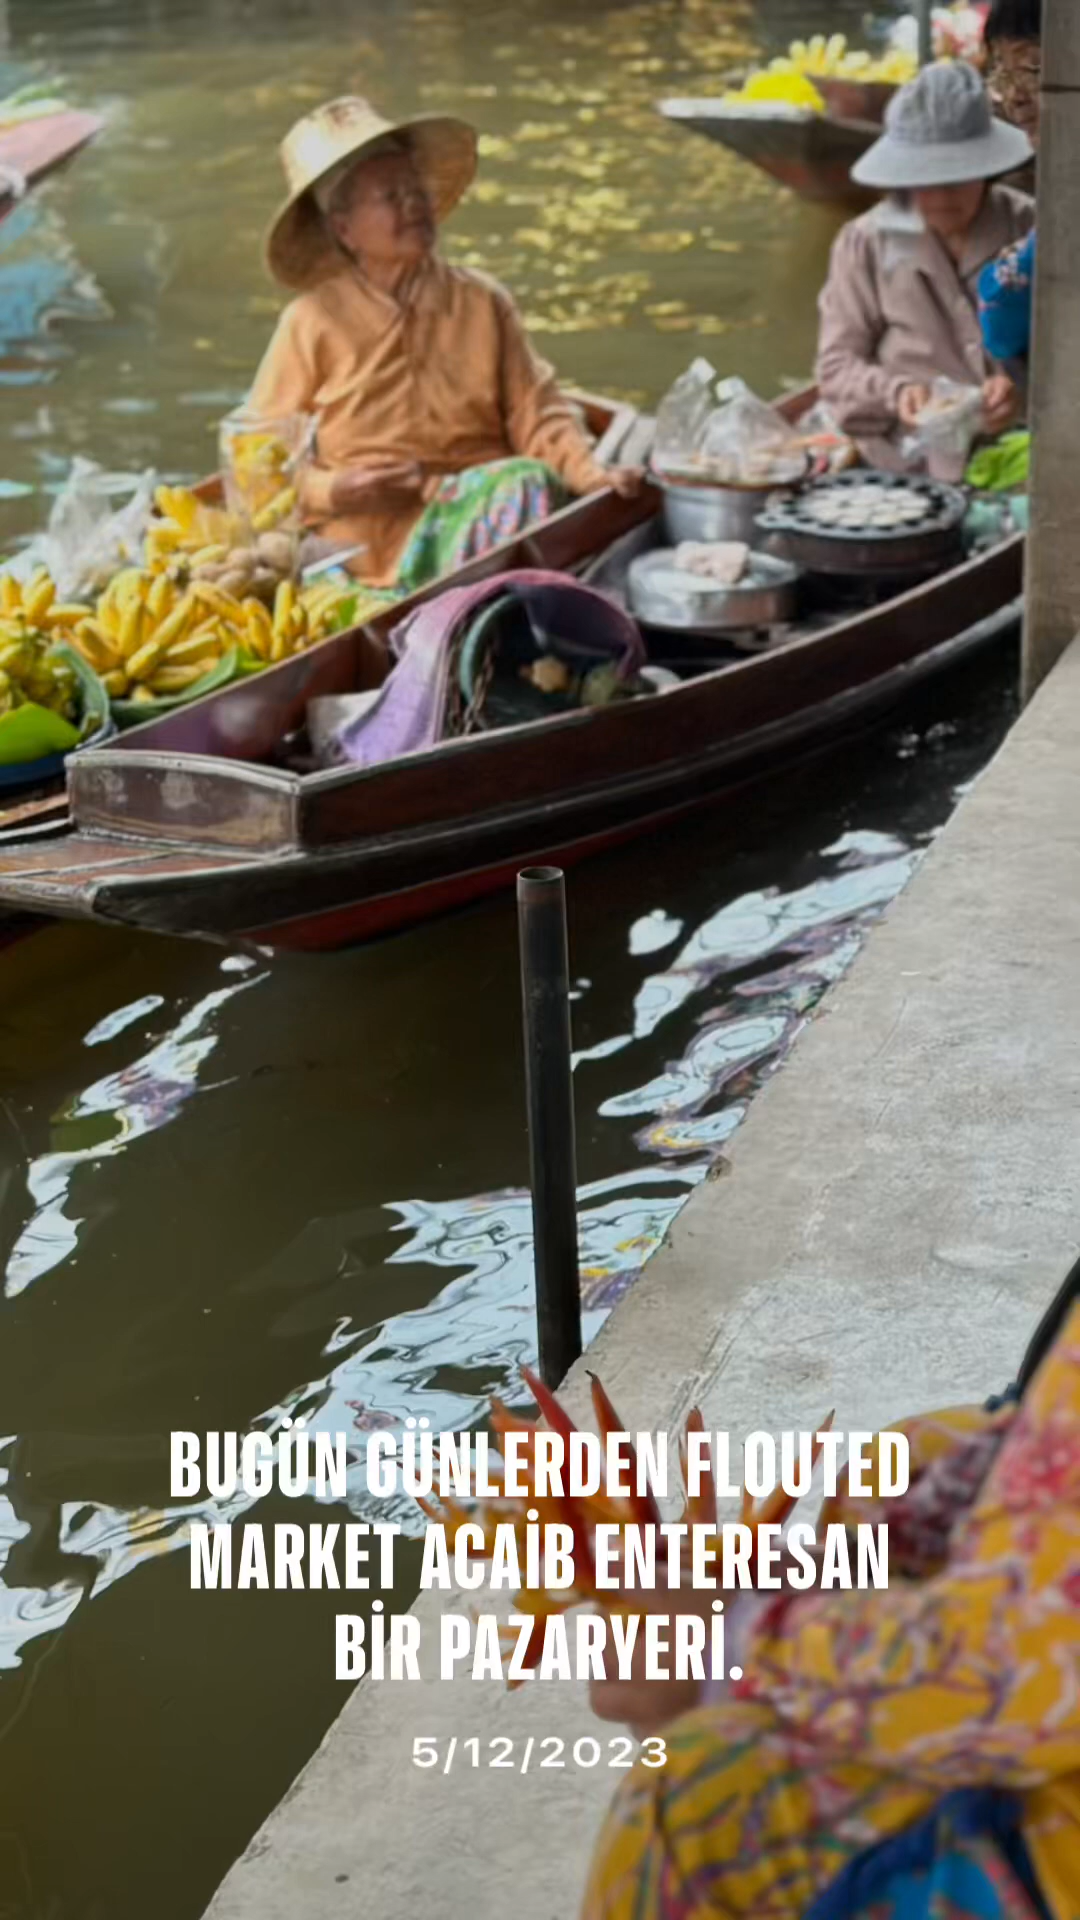 BUGÜN GÜNLERDEN FLOUTED
MARKET ACAİB ENTERESAN
BİR PAZARYERİ.
5/12/2023